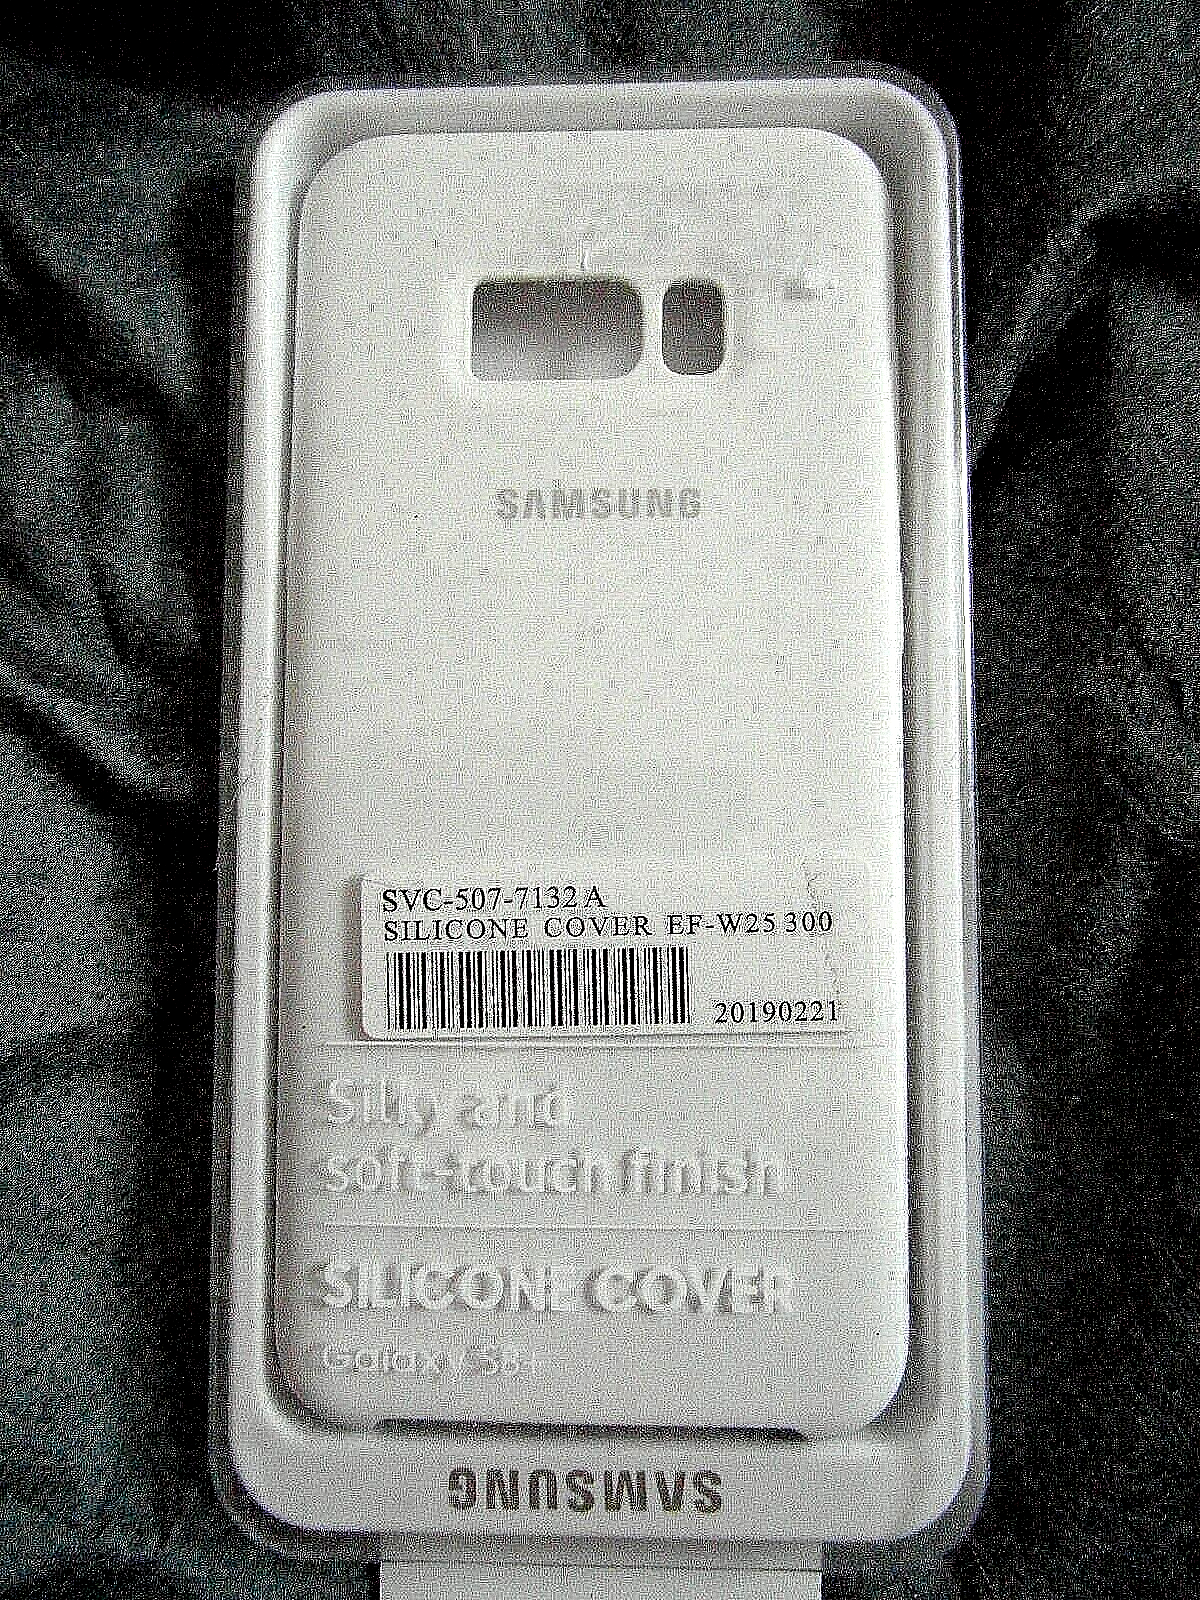 SAMSUNG
SVC-507-7132A
SILICONE COVER EF-W25 300
20190221
Silky and
soft-touch finish
SILICONE COVER
Galaxy S8+
SAMSUNG